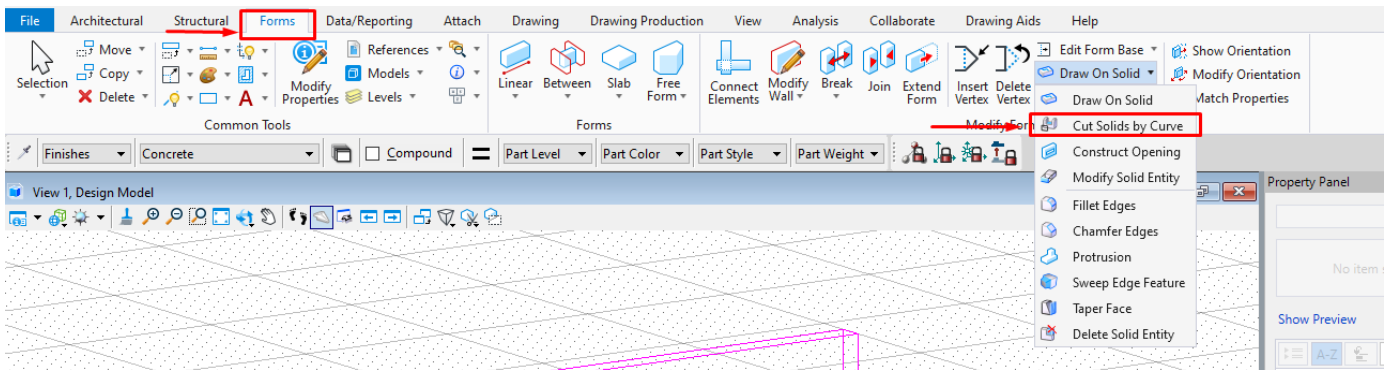 File Architectural Structural Forms Data/Reporting Attach Drawing Drawing Production View Analysis Collaborate Drawing Aids Help
Selection
Move
Copy
Delete
A
Modify
Properties
References
Models
Levels
Common Tools
Linear
Between
Slab
Free
Form
Forms
Connect
Elements
Modify
Wall
Break
Join
Extend
Form
Insert
Vertex
Delete
Vertex
Edit Form Base
Draw On Solid
Show Orientation
Modify Orientation
Match Properties
Modify Form
Draw On Solid
Cut Solids by Curve
Construct Opening
Modify Solid Entity
Fillet Edges
Chamfer Edges
Protrusion
Sweep Edge Feature
Taper Face
Delete Solid Entity
Finishes Concrete Compound Part Level Part Color Part Style Part Weight
View 1, Design Model
Property Panel
No item
Show Preview
A-Z